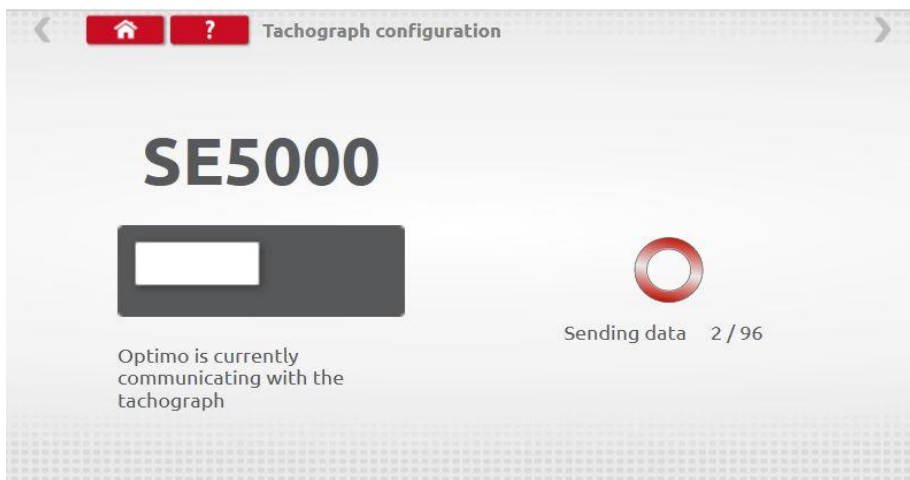 ? Tachograph configuration
SE5000
Optimo is currently
communicating with the
tachograph
Sending data 2 / 96